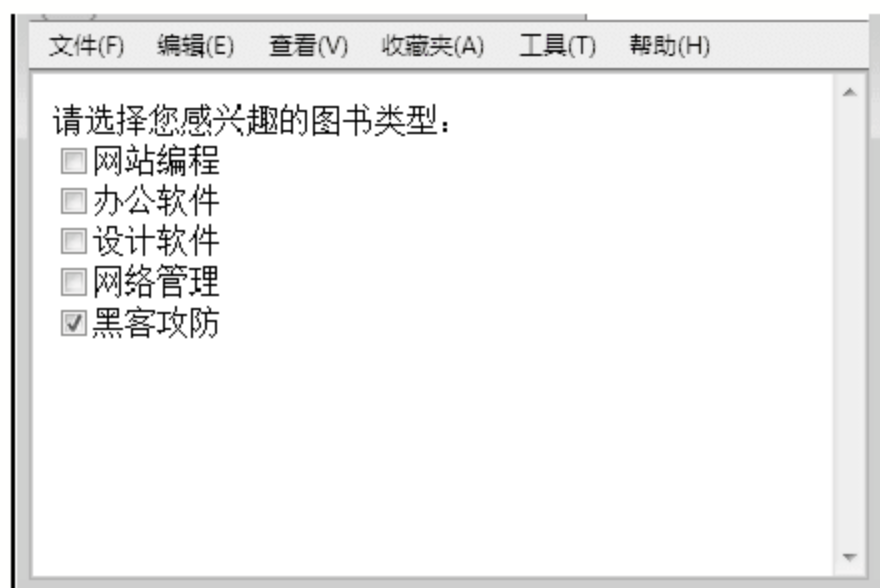 文件(F) 编辑(E) 查看(V) 收藏夹(A) 工具(T) 帮助(H)
请选择您感兴趣的图书类型：
网站编程
办公软件
设计软件
网络管理
黑客攻防